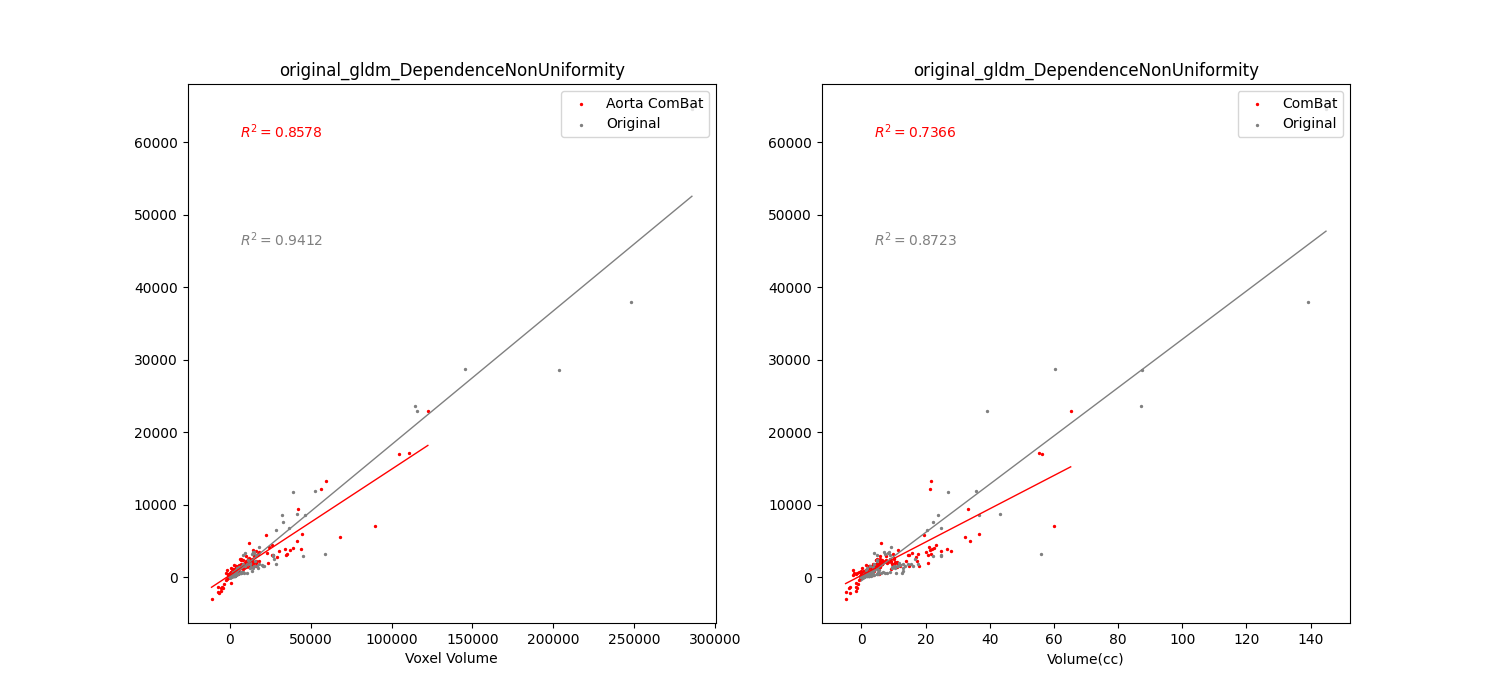 original_gldm_DependenceNonUniformity
Aorta ComBat
Original
R² = 0.8578
R² = 0.9412
60000
50000
40000
30000
20000
10000
0
0 50000 100000 150000 200000 250000 300000
Voxel Volume
original_gldm_DependenceNonUniformity
ComBat
Original
R² = 0.7366
R² = 0.8723
60000
50000
40000
30000
20000
10000
0
0 20 40 60 80 100 120 140
Volume(cc)